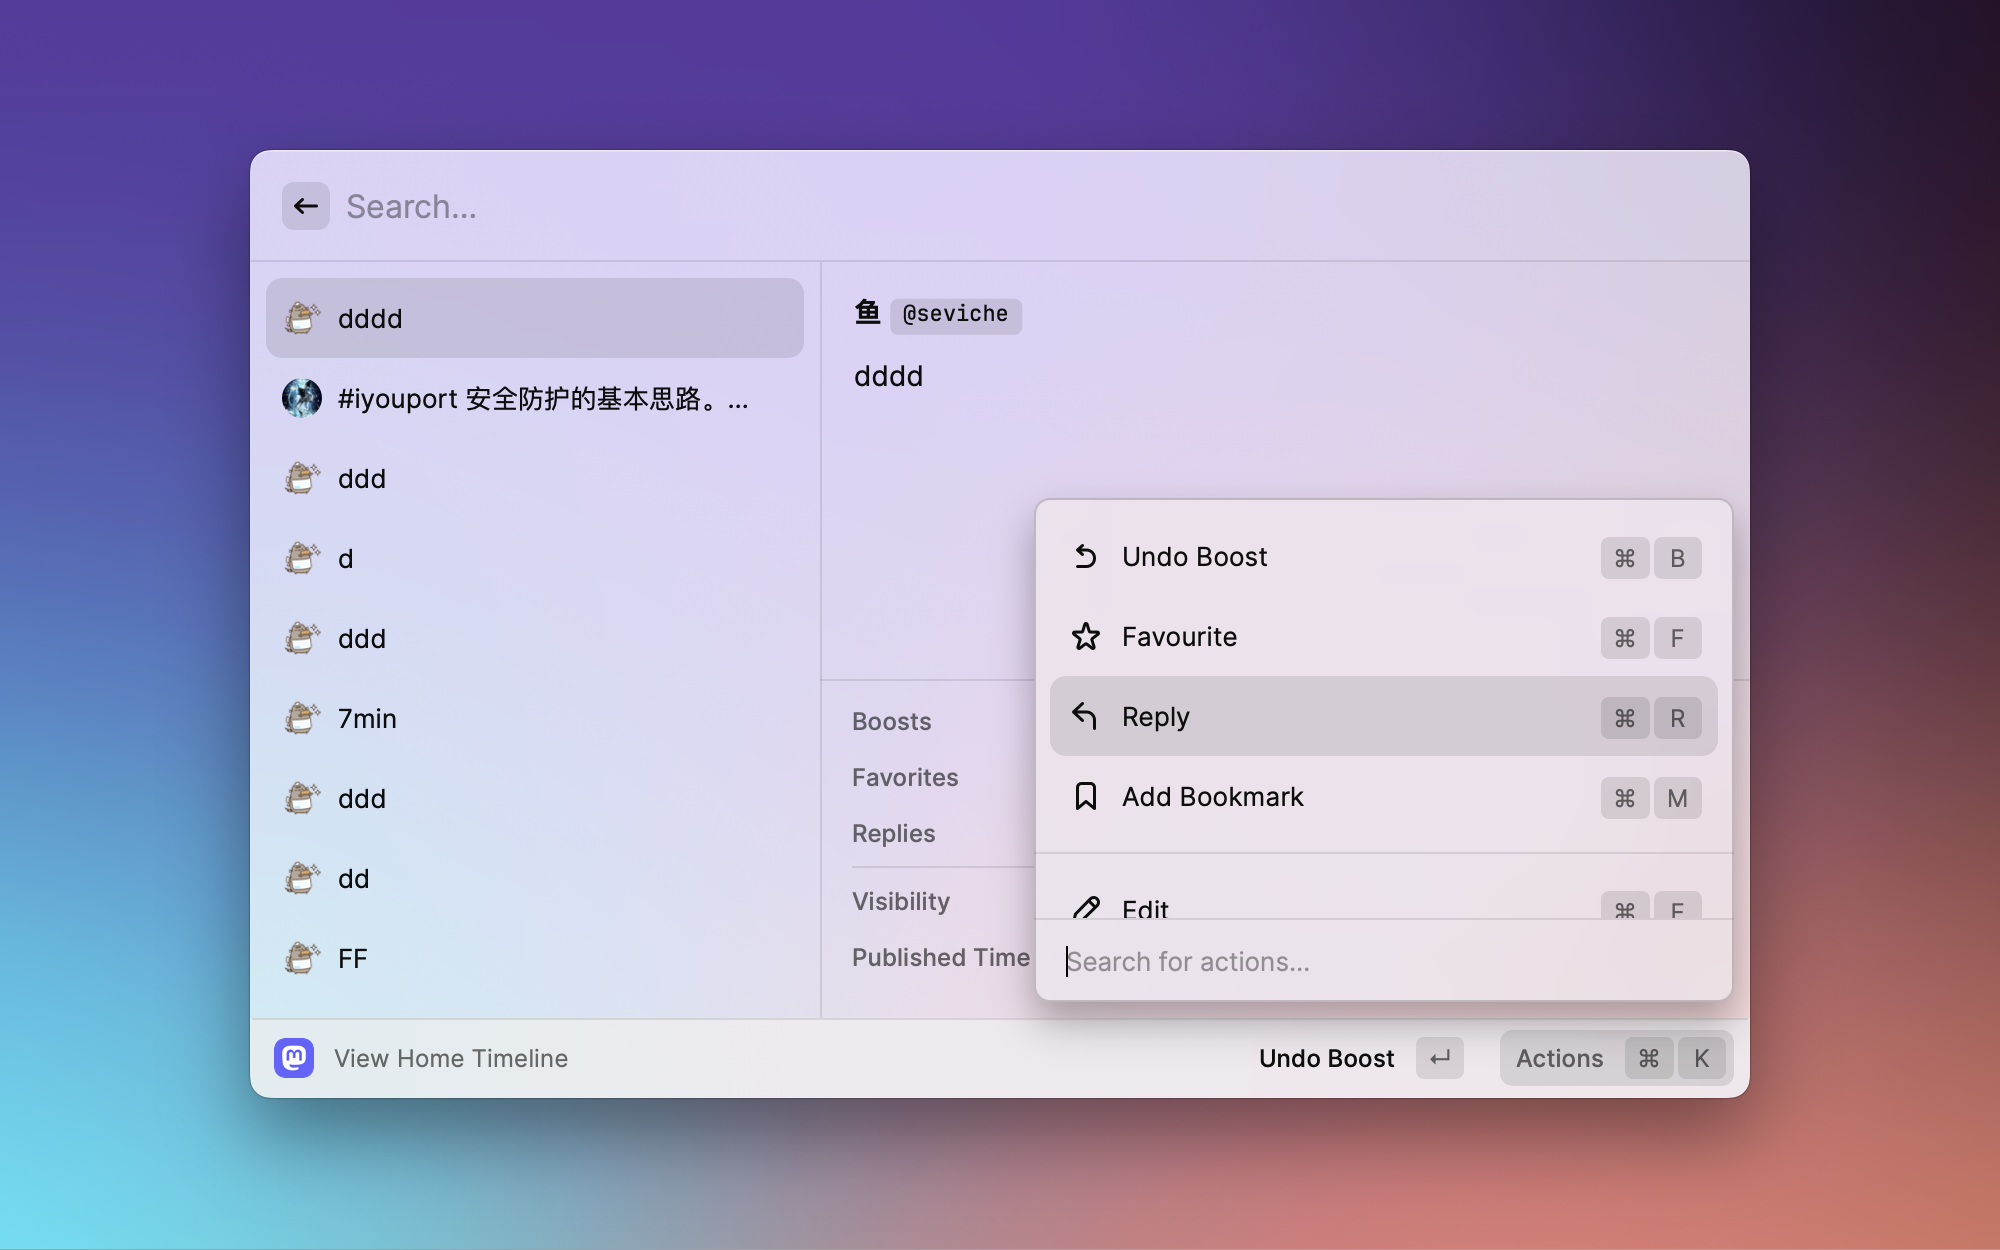 Search...
dddd
#iyouport 安全防护的基本思路。...
ddd
d
ddd
7min
ddd
dd
FF
鱼 @seviche
dddd
Boosts
Favorites
Replies
Visibility
Published Time
Undo Boost ⌘ B
Favourite ⌘ F
Reply ⌘ R
Add Bookmark ⌘ M
Edit ⌘ E
Search for actions...
View Home Timeline
Undo Boost ↵
Actions ⌘ K